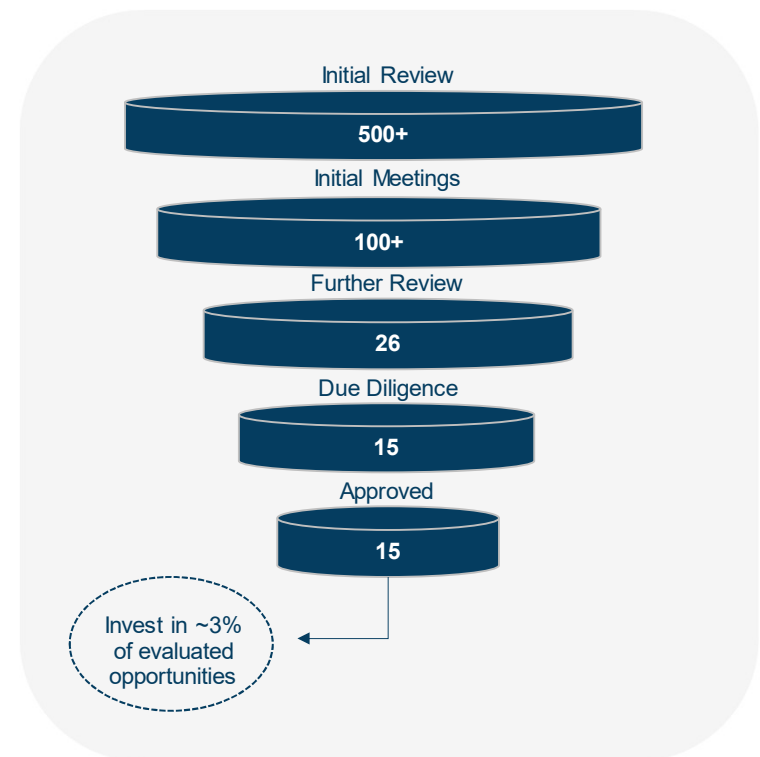 Initial Review
500+
Initial Meetings
100+
Further Review
26
Due Diligence
15
Approved
15
Invest in ~3%
of evaluated
opportunities